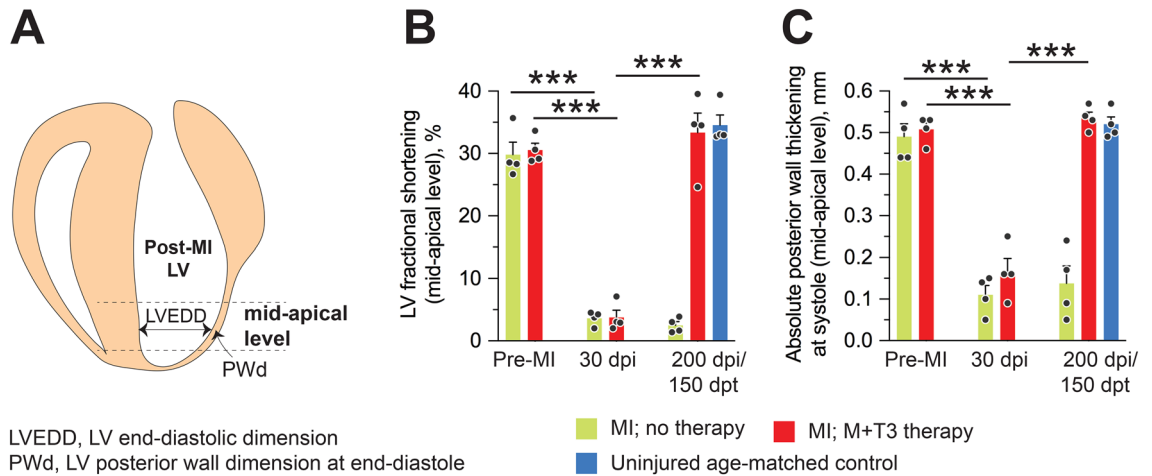 A
Post-MI
LV
LVEDD
mid-apical
level
PWd
LVEDD, LV end-diastolic dimension
PWd, LV posterior wall dimension at end-diastole
B
LV fractional shortening
(mid-apical level), %
40
30
20
10
0
***
***
***
Pre-MI
30 dpi
200 dpi/
150 dpt
C
Absolute posterior wall thickening
at systole (mid-apical level), mm
0.6
0.5
0.4
0.3
0.2
0.1
0.0
***
***
***
Pre-MI
30 dpi
200 dpi/
150 dpt
MI; no therapy
MI; M+T3 therapy
Uninjured age-matched control